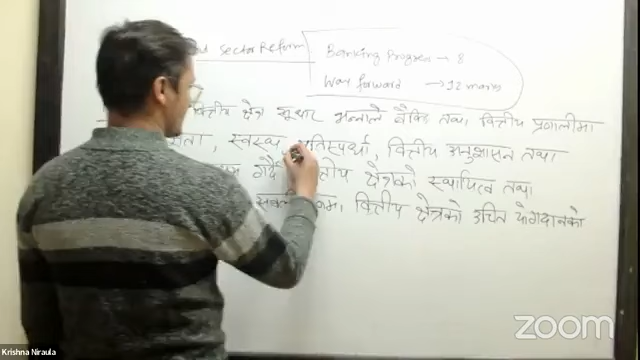 Sector Reform
Banking Progress → 8
Way forward → 12 marks
वित्तीय क्षेत्र सुधार भन्नाले बैंकिङ तथा वित्तीय प्रणालीमा
स्वस्थ्य प्रतिस्पर्धा, वित्तीय अनुशासन तथा
गर्दै क्षेत्रको स्थायित्व तथा
वित्तीय क्षेत्रको उचित योगदानको
Krishna Niraula
zoom